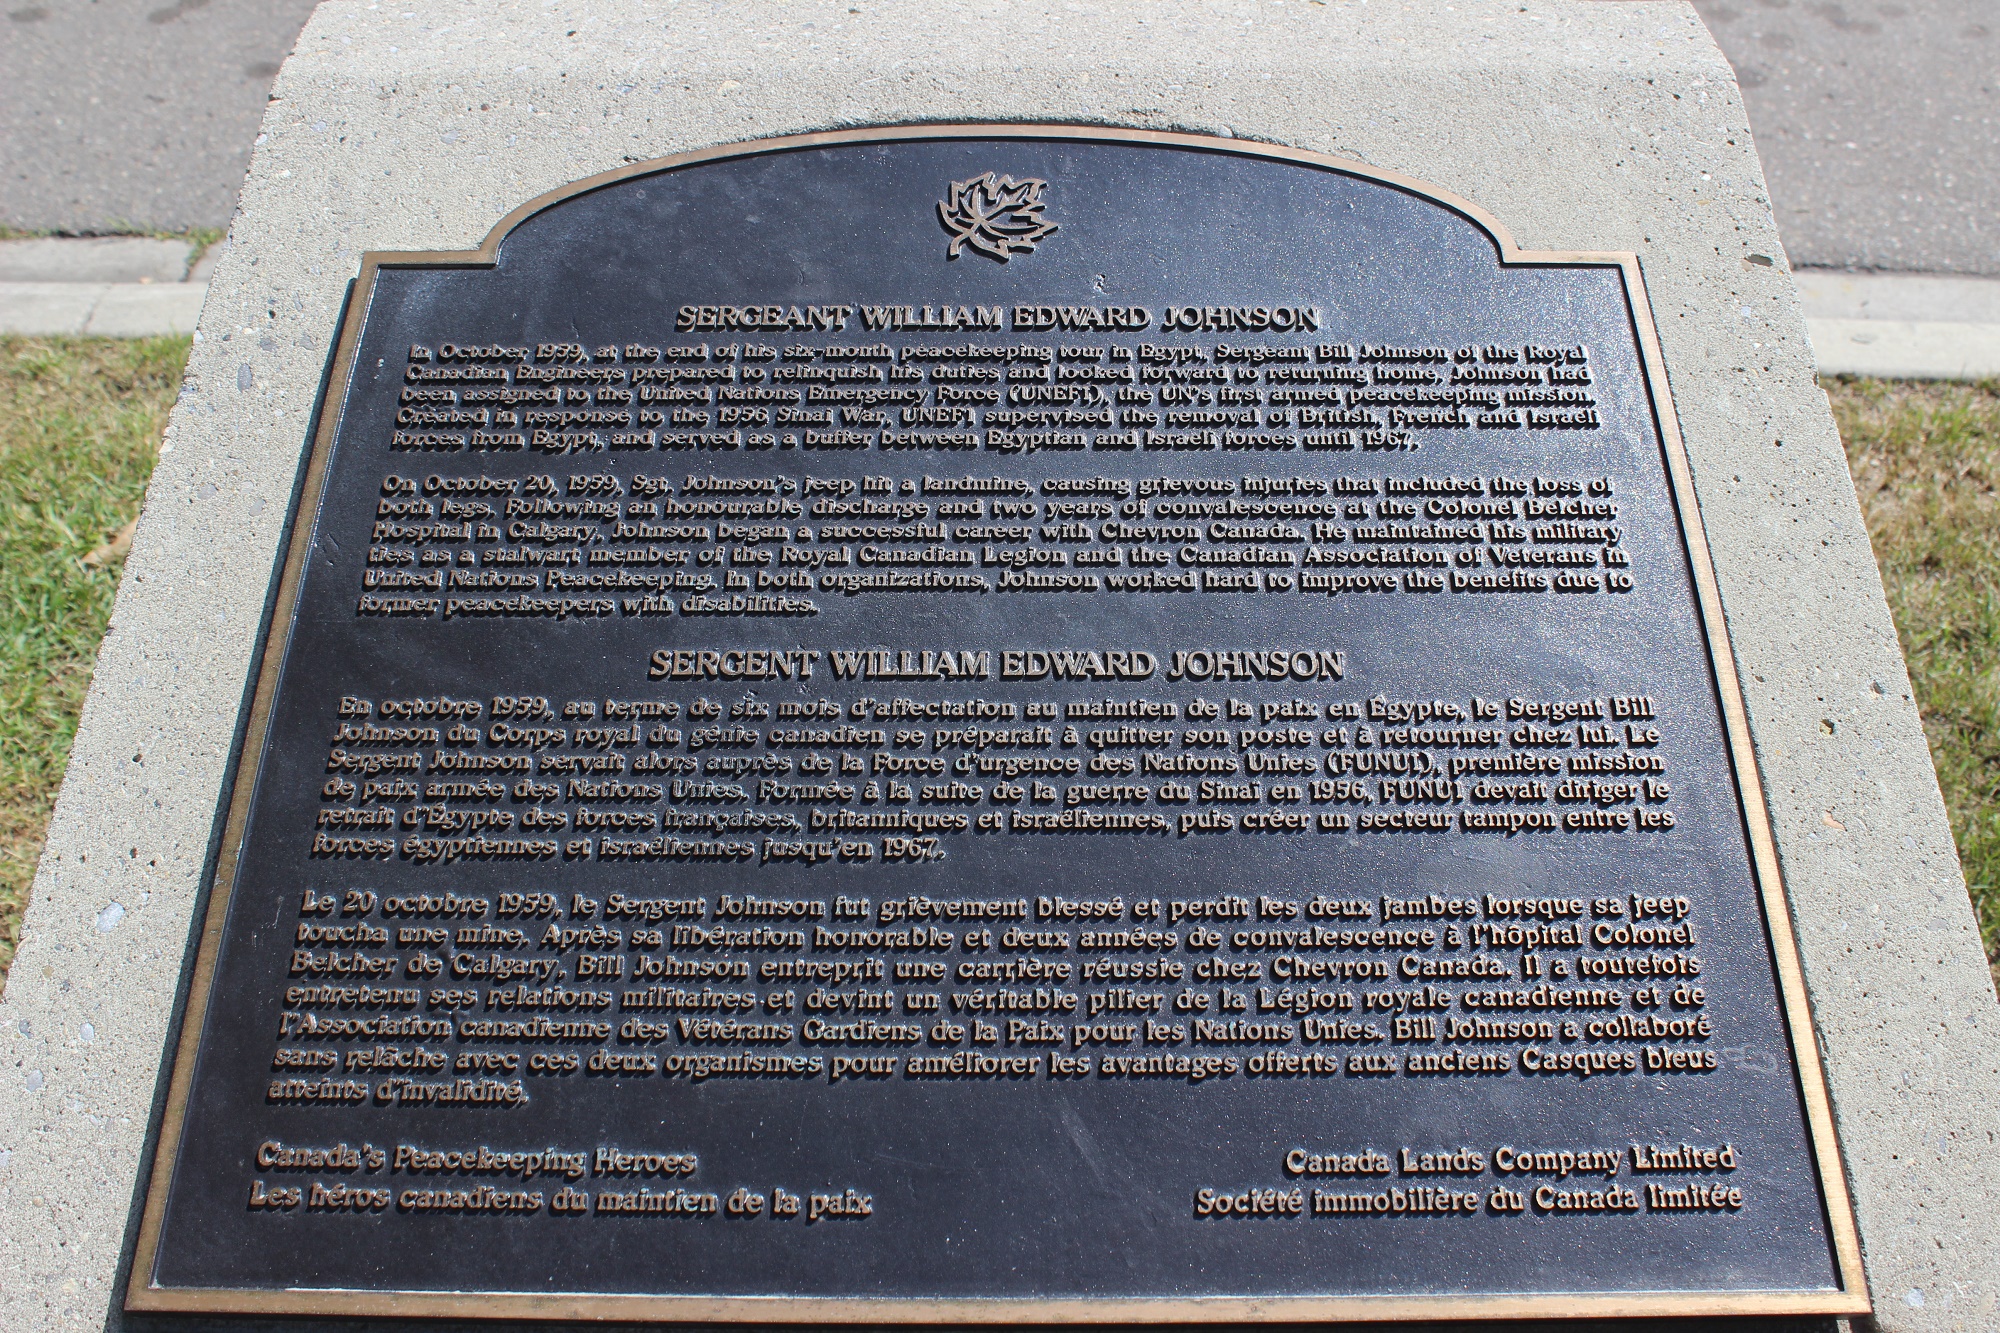 SERGEANT WILLIAM EDWARD JOHNSON
In October 1959, at the end of his six-month peacekeeping tour in Egypt, Sergeant Bill Johnson of the Royal
Canadian Engineers prepared to relinquish his duties and looked forward to returning home. Johnson had
been assigned to the United Nations Emergency Force (UNEF1), the UN's first armed peacekeeping mission.
Created in response to the 1956 Sinai War, UNEF1 supervised the removal of British, French and Israeli
forces from Egypt, and served as a buffer between Egyptian and Israeli forces until 1967.
On October 20, 1959, Sgt. Johnson's jeep hit a landmine, causing grievous injuries that included the loss of
both legs. Following an honourable discharge and two years of convalescence at the Colonel Belcher
Hospital in Calgary, Johnson began a successful career with Chevron Canada. He maintained his military
ties as a stalwart member of the Royal Canadian Legion and the Canadian Association of Veterans in
United Nations Peacekeeping. In both organizations, Johnson worked hard to improve the benefits due to
former peacekeepers with disabilities.
SERGENT WILLIAM EDWARD JOHNSON
En octobre 1959, au terme de six mois d'affectation au maintien de la paix en Égypte, le Sergent Bill
Johnson du Corps royal du génie canadien se préparait à quitter son poste et à retourner chez lui. Le
Sergent Johnson servait alors auprès de la Force d'urgence des Nations Unies (FUNU1), première mission
de paix armée des Nations Unies. Formée à la suite de la guerre du Sinai en 1956, FUNU1 devait diriger le
retrait d'Égypte des forces françaises, britanniques et israéliennes, puis créer un secteur tampon entre les
forces égyptiennes et israéliennes jusqu'en 1967.
Le 20 octobre 1959, le Sergent Johnson fut grièvement blessé et perdit les deux jambes lorsque sa jeep
toucha une mine. Après sa libération honorable et deux années de convalescence à l'hôpital Colonel
Belcher de Calgary, Bill Johnson entreprit une carrière réussie chez Chevron Canada. Il a toutefois
entretenu ses relations militaires et devint un véritable pilier de la Légion royale canadienne et de
l'Association canadienne des Vétérans Gardiens de la Paix pour les Nations Unies. Bill Johnson a collaboré
sans relâche avec ces deux organismes pour améliorer les avantages offerts aux anciens Casques bleus
atteints d'invalidité.
Canada's Peacekeeping Heroes
Les héros canadiens du maintien de la paix
Canada Lands Company Limited
Société immobilière du Canada limitée